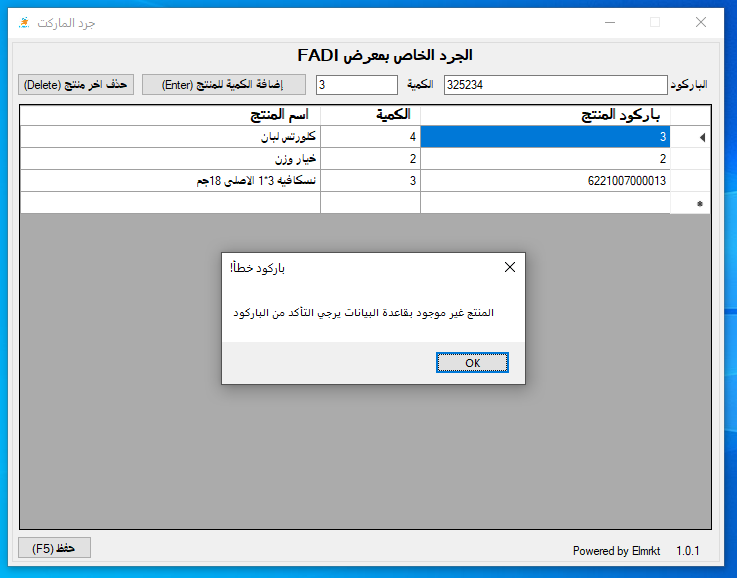 جرد الماركت
الجرد الخاص بمعرض FADI
الباركود 325234 الكمية 3 إضافة الكمية للمنتج (Enter) حذف اخر منتج (Delete)
باركود المنتج الكمية اسم المنتج
3 4 كلورتس لبان
2 2 خيار وزن
6221007000013 3 نسكافيه 3*1 الاصلى 18جم
باركود خطأ!
المنتج غير موجود بقاعدة البيانات يرجي التأكد من الباركود
OK
حفظ (F5)
Powered by Elmrkt 1.0.1